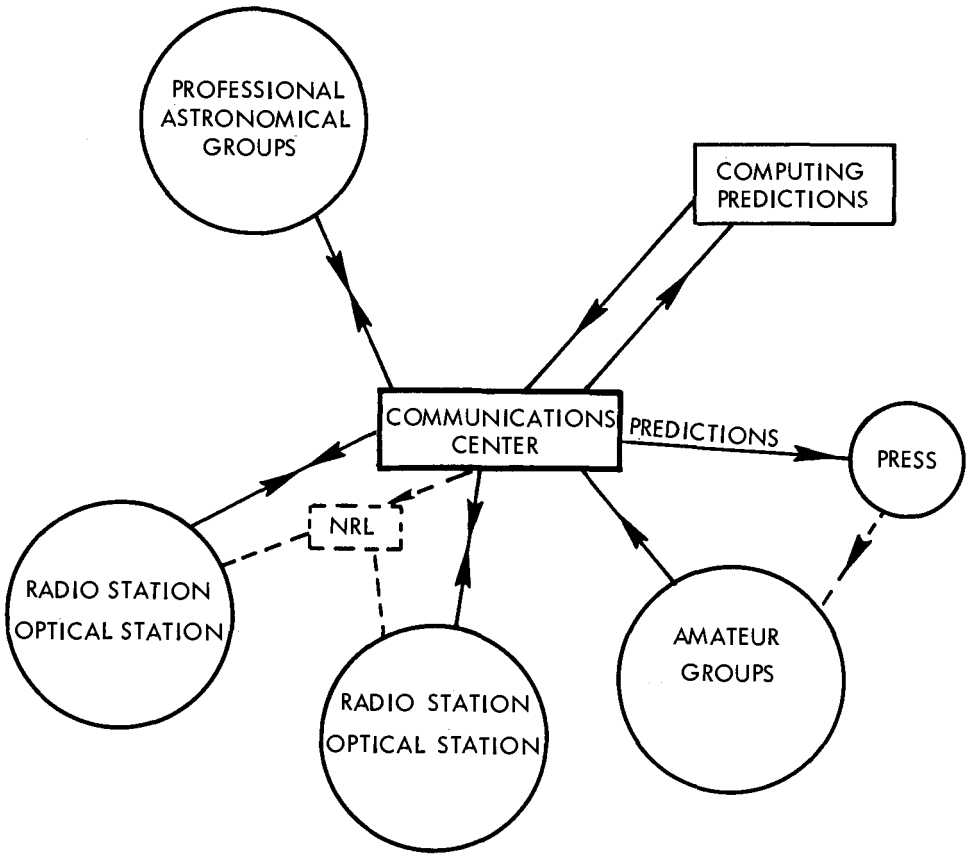 PROFESSIONAL
ASTRONOMICAL
GROUPS
COMPUTING
PREDICTIONS
COMMUNICATIONS
CENTER
PREDICTIONS
PRESS
NRL
RADIO STATION
OPTICAL STATION
RADIO STATION
OPTICAL STATION
AMATEUR
GROUPS